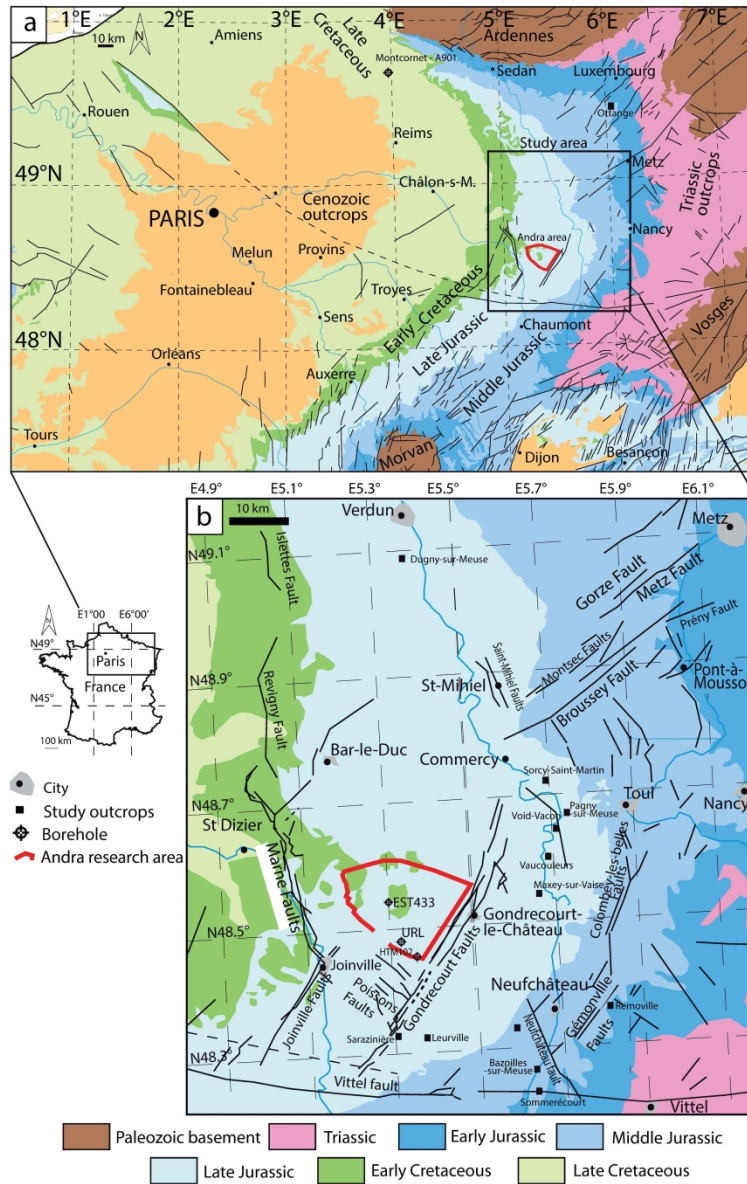 a
1°E
2°E
3°E
4°E
5°E
6°E
7°E
10 km
N
Amiens
Late
Cretaceous
Montcornet - A901
Ardennes
Sedan
Luxembourg
Ottange
Rouen
Reims
Study area
Metz
49°N
Châlon-s-M.
PARIS
Cenozoic
outcrops
Triassic
outcrops
Nancy
Andra area
Melun
Provins
Fontainebleau
Troyes
Sens
Early Cretaceous
Late Jurassic
Middle Jurassic
Chaumont
Vosges
48°N
Orléans
Auxerre
Tours
Morvan
Dijon
Besançon
E4.9°
E5.1°
E5.3°
E5.5°
E5.7°
E5.9°
E6.1°
b
10 km
Verdun
Metz
N49.1°
Islettes Fault
Dugny-sur-Meuse
Gorze Fault
Metz Fault
Prény Fault
N
E1°00
E6°00'
N49°
Paris
France
N45°
100 km
N48.9°
Revigny Fault
Saint-Mihiel Faults
St-Mihiel
Montsec Faults
Broussey Fault
Pont-à-
Mousso
Bar-le-Duc
Commercy
Sorcy-Saint-Martin
City
Study outcrops
Borehole
Andra research area
N48.7°
St Dizier
Marne Faults
Void-Vacon
Pagny
-sur-Meuse
Toul
Nancy
Vaucouleurs
Maxey-sur-Vaise
Colombey-les-belles
Faults
EST433
Gondrecourt-
le-Château
N48.5°
URL
HTM102
Joinville
Joinville Faults
Poissons
Faults
Gondrecourt Faults
Neufchâteau
Neufchâteau fault
Gémonville
Faults
Removille
Sarazinière
Leurville
N48.3°
Bazoilles
-sur-Meuse
Vittel fault
Sommerécourt
Vittel
Paleozoic basement
Triassic
Early Jurassic
Middle Jurassic
Late Jurassic
Early Cretaceous
Late Cretaceous